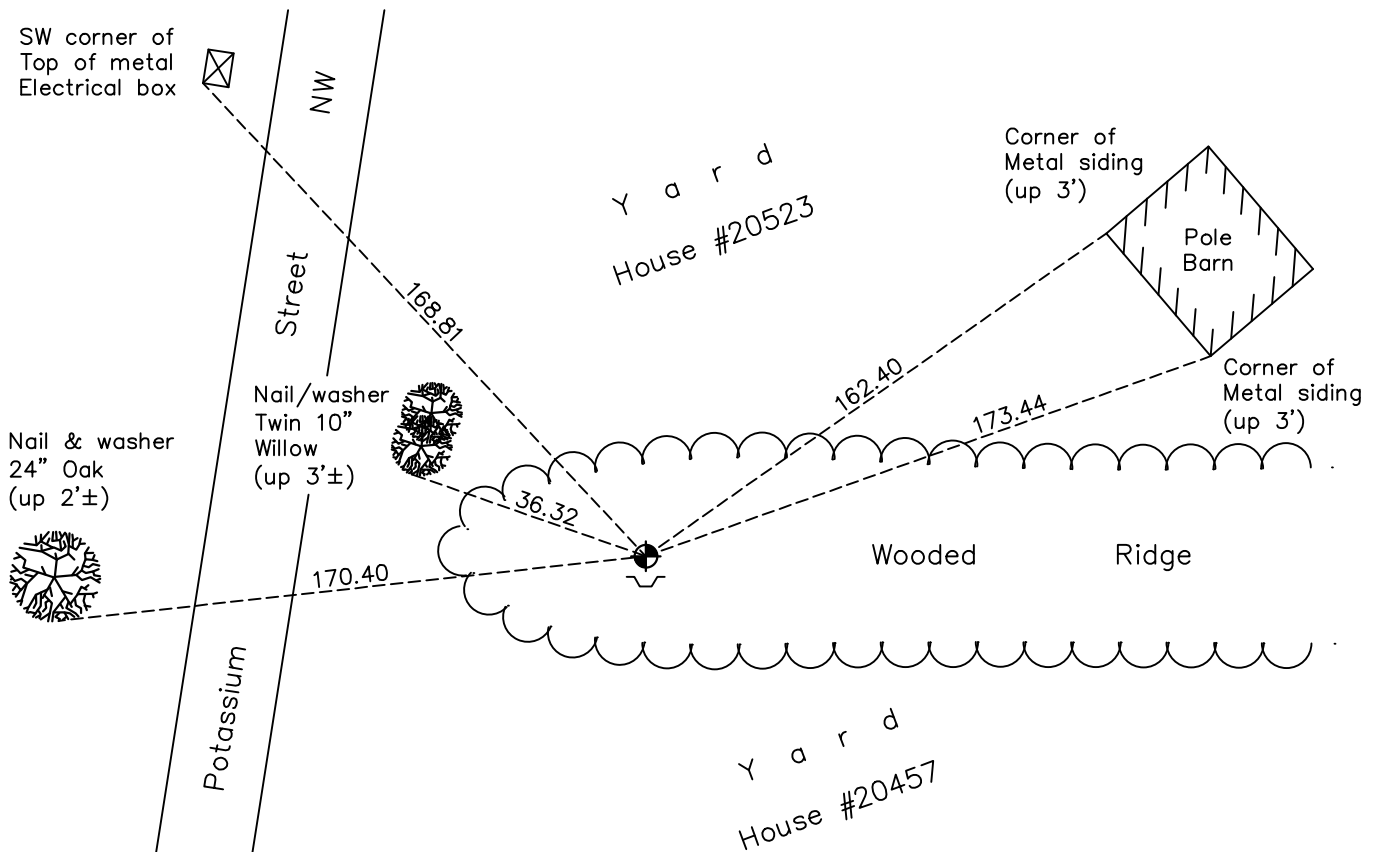 SW corner of
Top of metal
Electrical box
NW
Yard
House #20523
Corner of
Metal siding
(up 3')
Pole
Barn
Street
168.81
162.40
173.44
Corner of
Metal siding
(up 3')
Nail/washer
Twin 10"
Willow
(up 3'±)
Nail & washer
24" Oak
(up 2'±)
36.32
170.40
Wooded Ridge
Potassium
Yard
House #20457